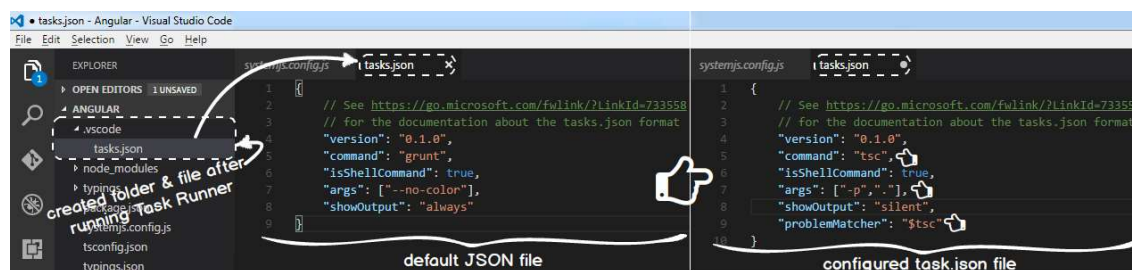 • tasks.json - Angular - Visual Studio Code
File Edit Selection View Go Help
EXPLORER
OPEN EDITORS 1 UNSAVED
ANGULAR
.vscode
tasks.json
node_modules
typings
package.json
systemjs.config.js
tsconfig.json
typings.json
1
created folder & file after
running Task Runner
systemjs.config.js tasks.json
1 {
2 // See https://go.microsoft.com/fwlink/?LinkId=733558
3 // for the documentation about the tasks.json format
4 "version": "0.1.0",
5 "command": "grunt",
6 "isShellCommand": true,
7 "args": ["--no-color"],
8 "showOutput": "always"
9 }
default JSON file
systemjs.config.js tasks.json
1 {
2 // See https://go.microsoft.com/fwlink/?LinkId=73355
3 // for the documentation about the tasks.json format
4 "version": "0.1.0",
5 "command": "tsc",
6 "isShellCommand": true,
7 "args": ["-p","."],
8 "showOutput": "silent",
9 "problemMatcher": "$tsc"
10 }
configured task.json file